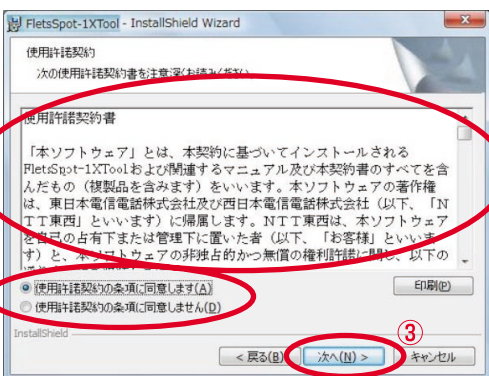 FletsSpot-1XTool - InstallShield Wizard
使用許諾契約
次の使用許諾契約書を注意深くお読みください。
使用許諾契約書
「本ソフトウェア」とは、本契約に基づいてインストールされる
FletsSpot-1XToolおよび関連するマニュアル及び本契約書のすべてを含
んだもの（複製品を含みます）をいいます。本ソフトウェアの著作権
は、東日本電信電話株式会社及び西日本電信電話株式会社（以下、「N
TT東西」といいます）に帰属します。NTT東西は、本ソフトウェア
を自己の占有下または管理下に置いた者（以下、「お客様」といいま
す）と、本ソフトウェアの非独占的かつ無償の権利許諾に関し、以下の
使用許諾契約の条項に同意します(A)
印刷(P)
使用許諾契約の条項に同意しません(D)
InstallShield
③
< 戻る(B)
次へ(N) >
キャンセル